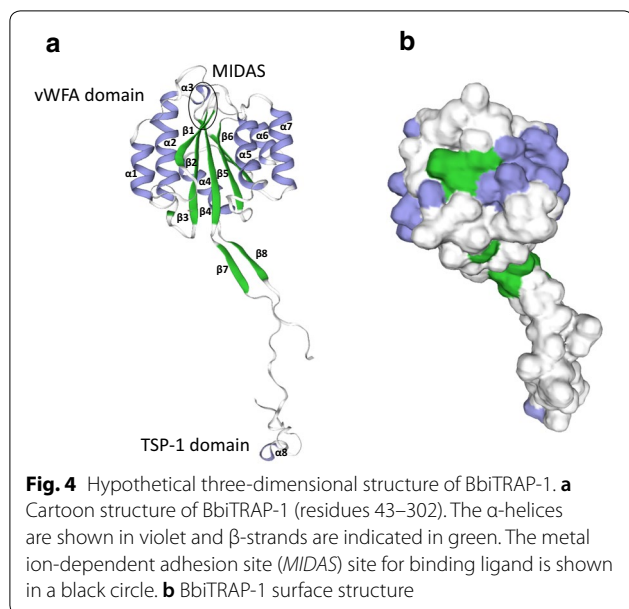 a
b
MIDAS
vWFA domain
α3
α7
β1
β6
α6
α2
β2
α5
α1
α4
β5
β3
β4
β8
β7
TSP-1 domain
α8
Fig. 4 Hypothetical three-dimensional structure of BbiTRAP-1. a
Cartoon structure of BbiTRAP-1 (residues 43–302). The α-helices
are shown in violet and β-strands are indicated in green. The metal
ion-dependent adhesion site (MIDAS) site for binding ligand is shown
in a black circle. b BbiTRAP-1 surface structure